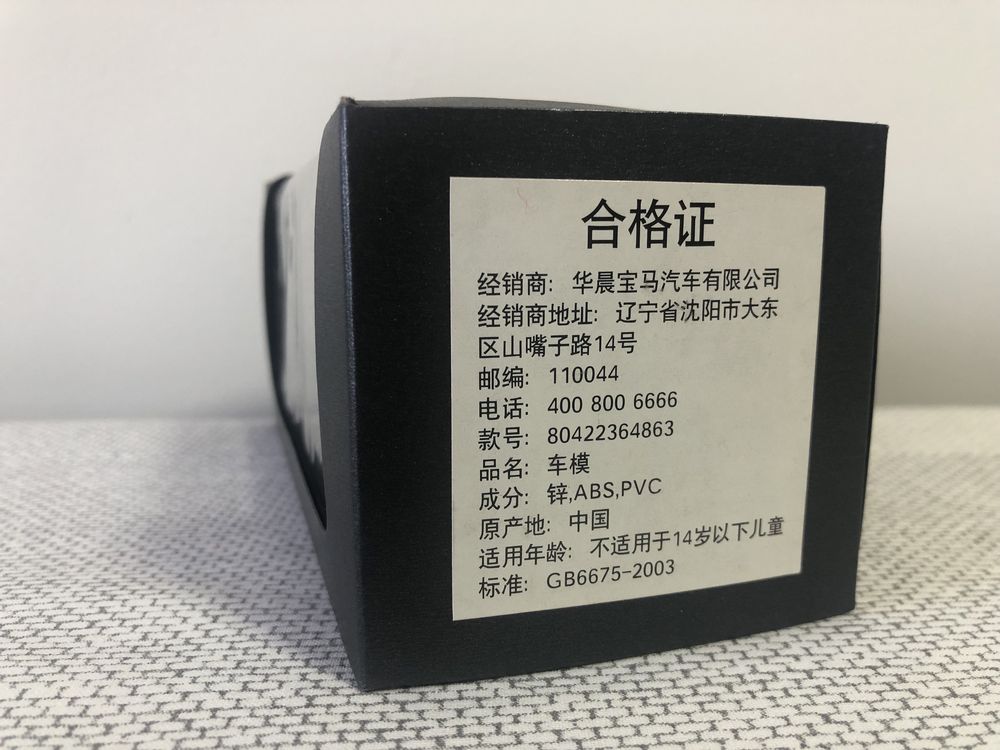 合格证
经销商: 华晨宝马汽车有限公司
经销商地址: 辽宁省沈阳市大东
区山嘴子路14号
邮编: 110044
电话: 400 800 6666
款号: 80422364863
品名: 车模
成分: 锌,ABS,PVC
原产地: 中国
适用年龄: 不适用于14岁以下儿童
标准: GB6675-2003